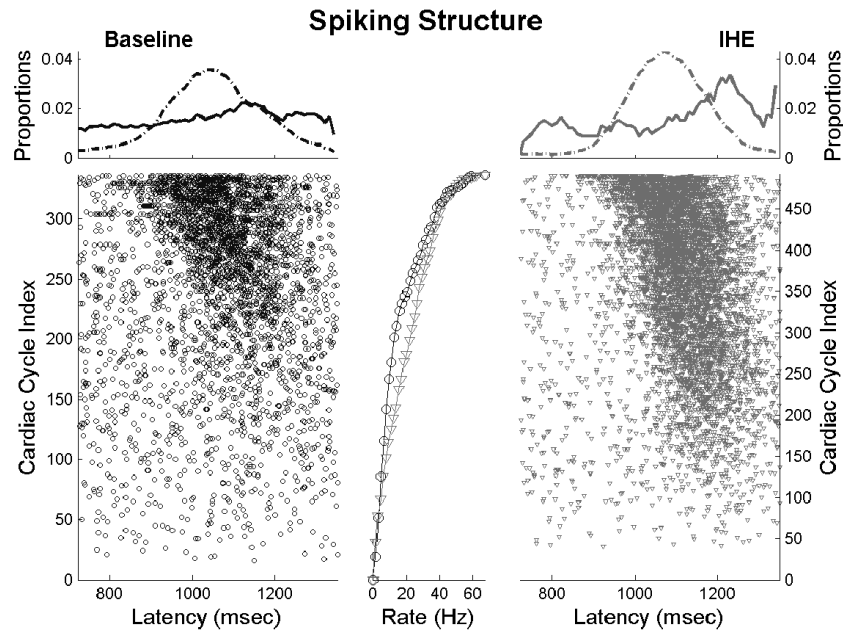 Spiking Structure
Baseline
IHE
Proportions
0.04
0.02
0
0.04
0.02
0
Proportions
Cardiac Cycle Index
300
250
200
150
100
50
0
450
400
350
300
250
200
150
100
50
0
Cardiac Cycle Index
800 1000 1200
0 20 40 60
800 1000 1200
Latency (msec)
Rate (Hz)
Latency (msec)